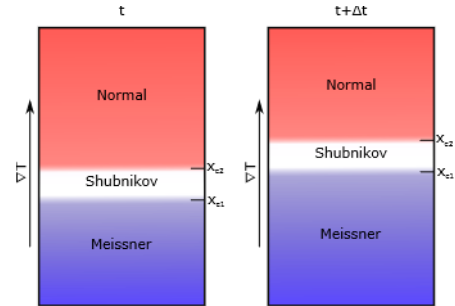 t
t+Δt
Normal
Shubnikov
Meissner
∇T
x_c2
x_c1
Normal
Shubnikov
Meissner
∇T
x_c2
x_c1